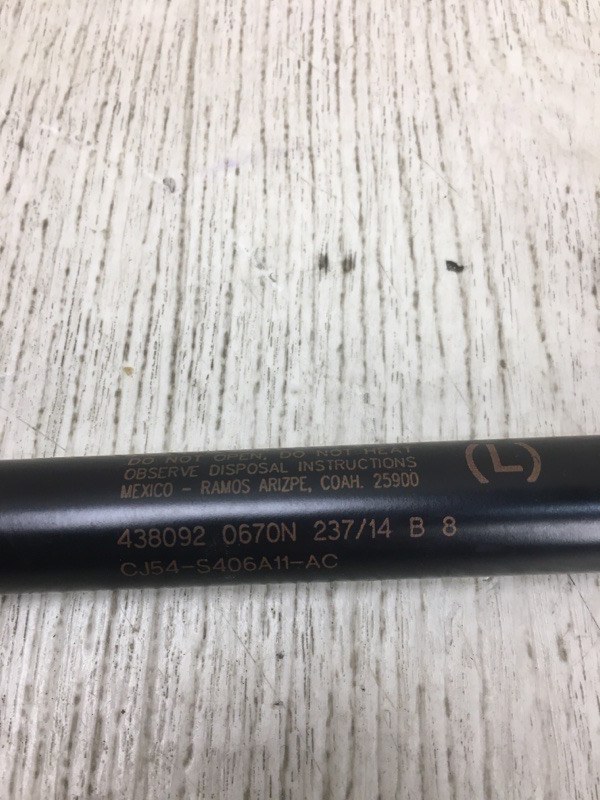 DO NOT OPEN, DO NOT HEAT
OBSERVE DISPOSAL INSTRUCTIONS
MEXICO - RAMOS ARIZPE, COAH. 25900
(L)
438092 0670N 237/14 B 8
CJ54-S406A11-AC